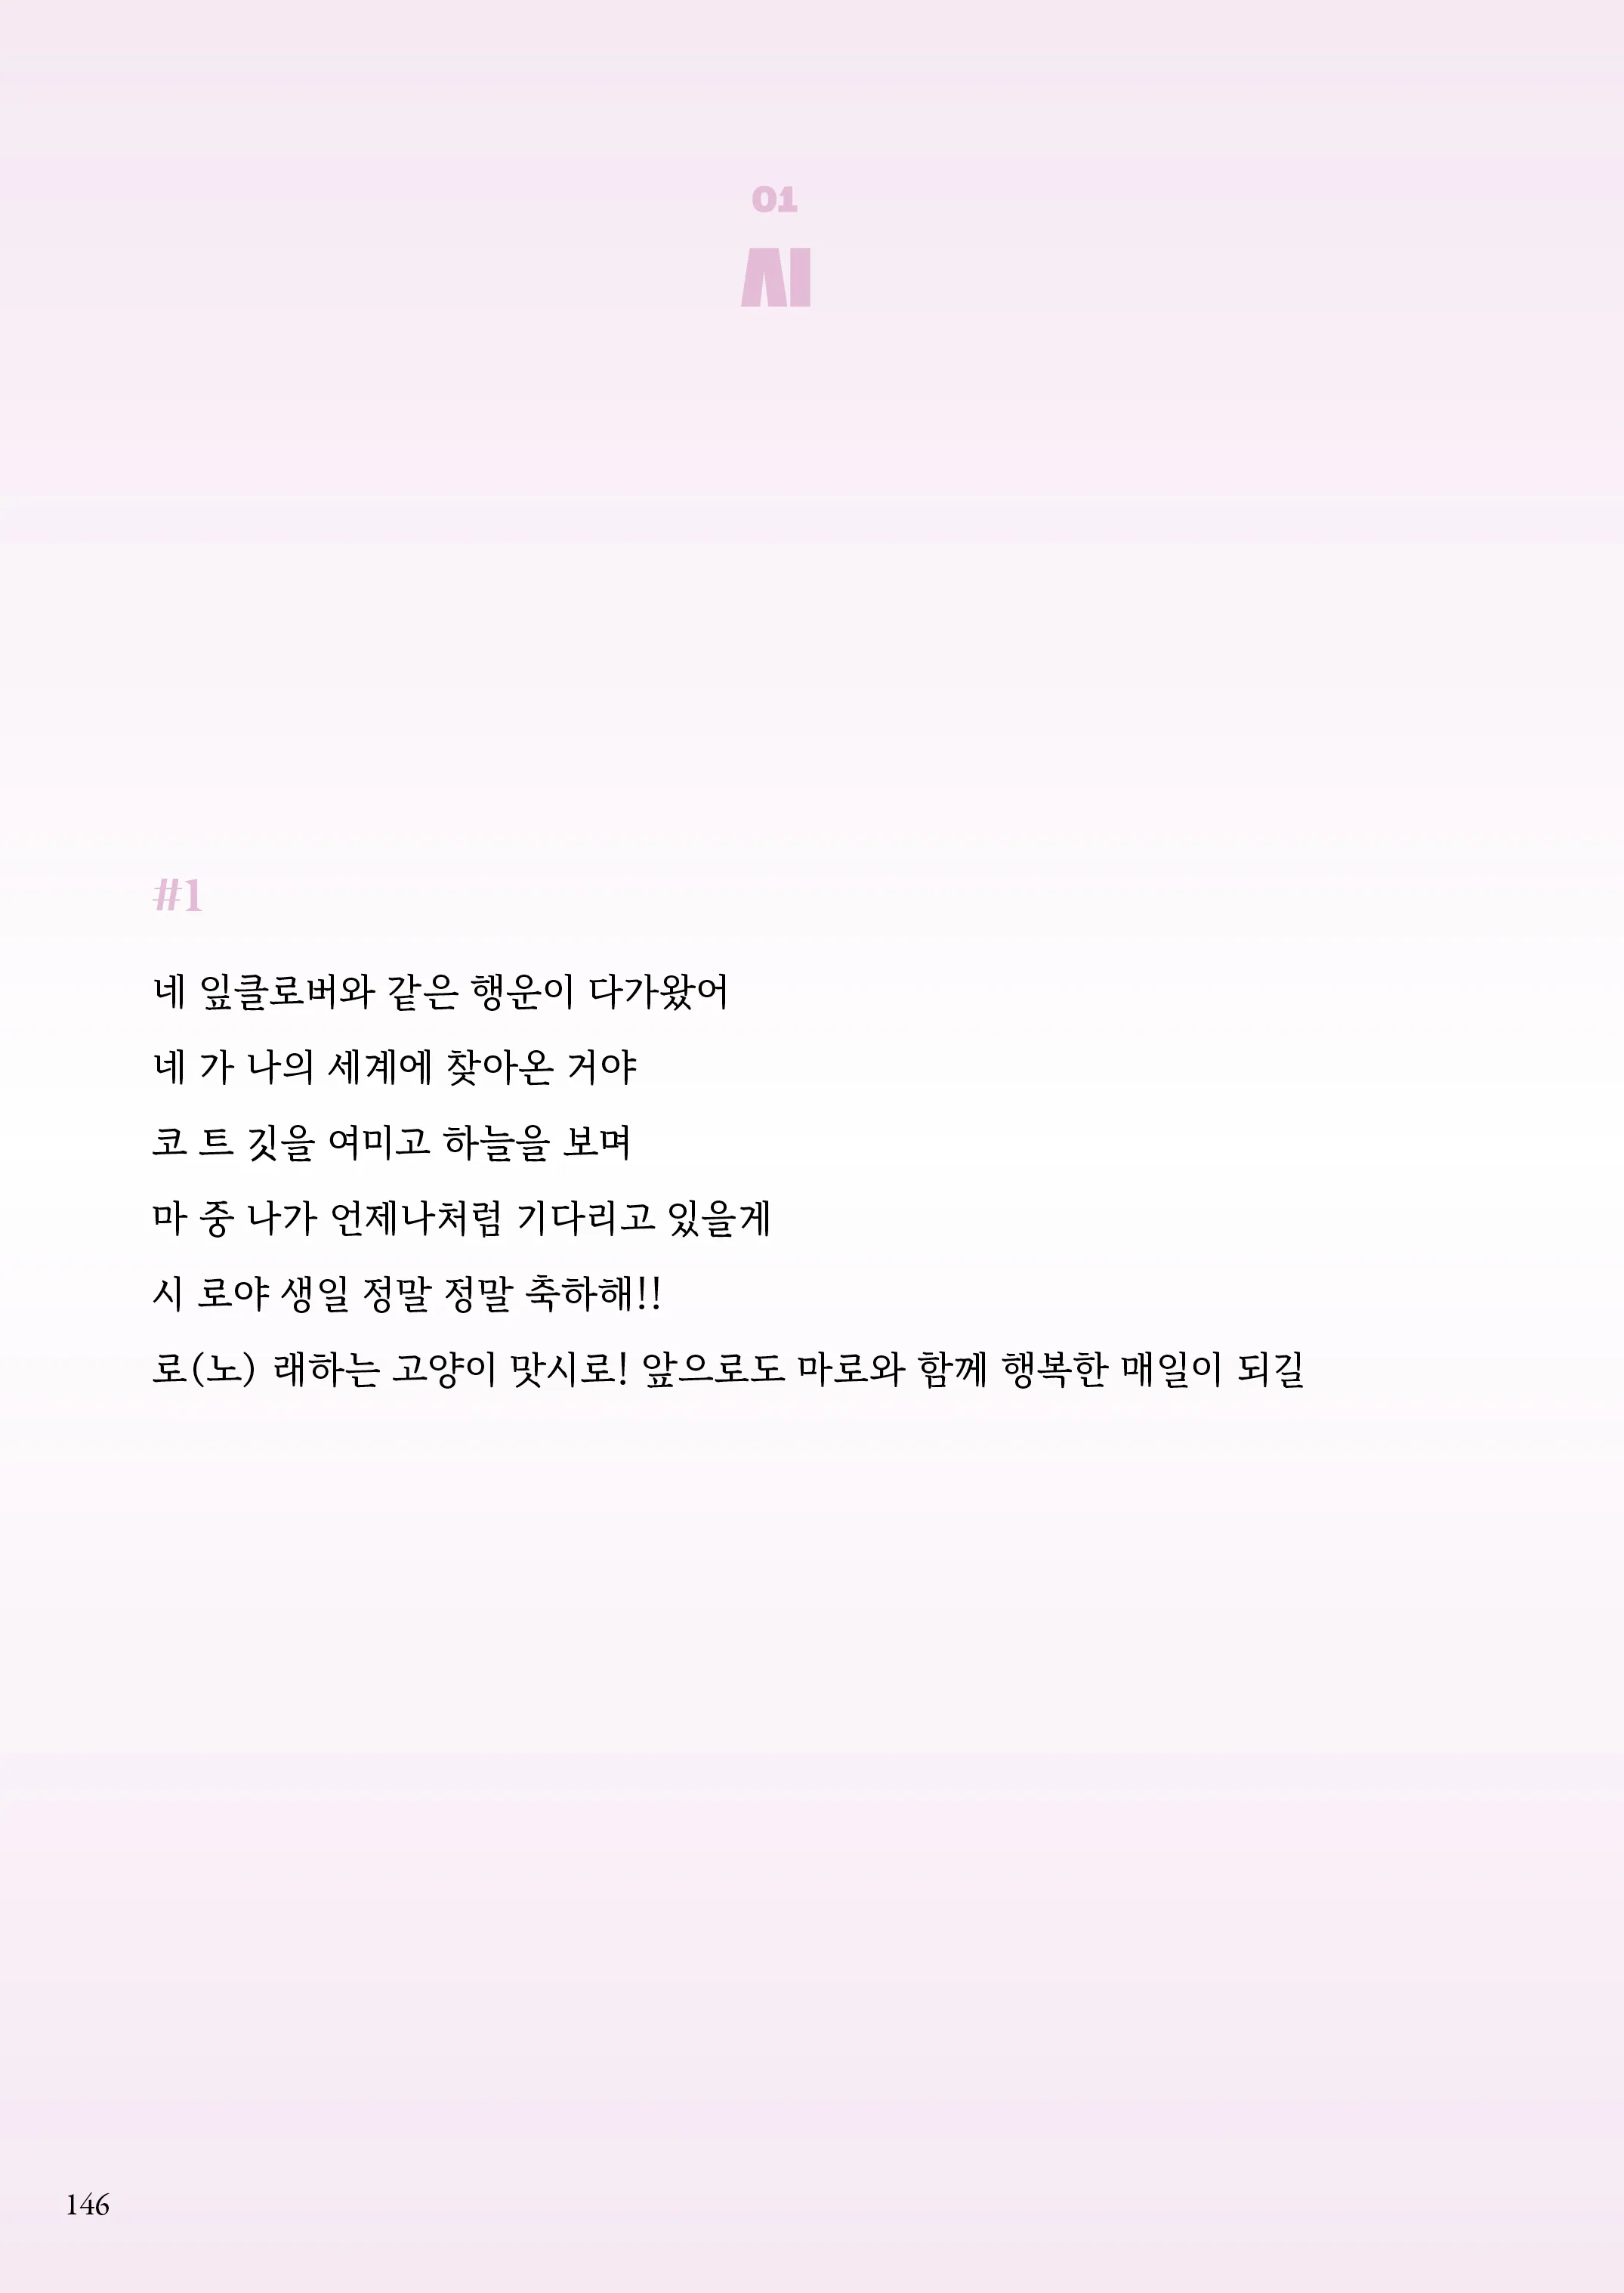 01
시
#1
네 잎클로버와 같은 행운이 다가왔어
네 가 나의 세계에 찾아온 거야
코 트 깃을 여미고 하늘을 보며
마 중 나가 언제나처럼 기다리고 있을게
시 로야 생일 정말 정말 축하해!!
로(노) 래하는 고양이 맛시로! 앞으로도 마로와 함께 행복한 매일이 되길
146